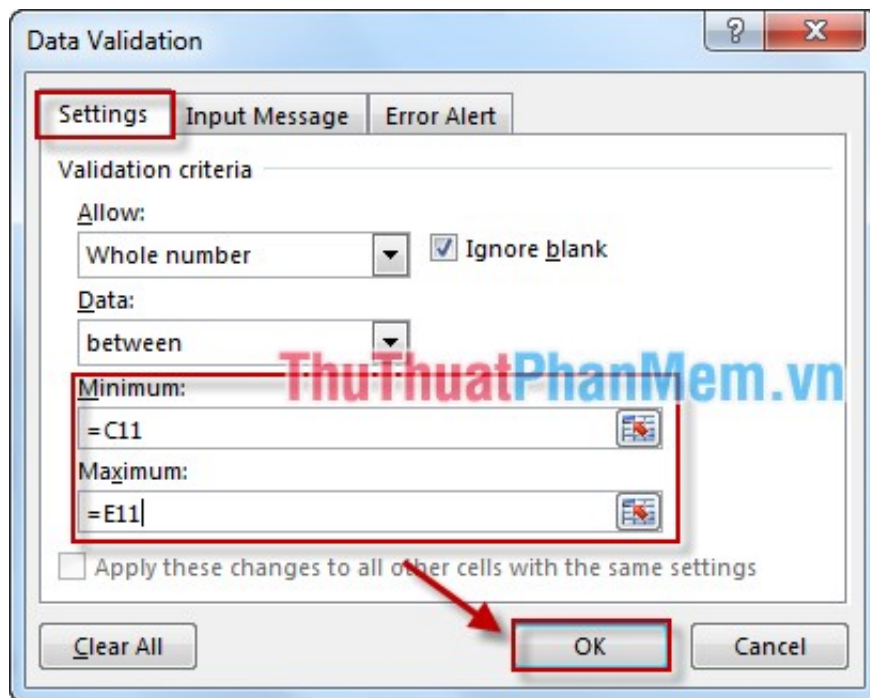 Data Validation
Settings Input Message Error Alert
Validation criteria
Allow:
Whole number Ignore blank
Data:
between
ThuThuatPhanMem.vn
Minimum:
=C11
Maximum:
=E11
Apply these changes to all other cells with the same settings
Clear All OK Cancel